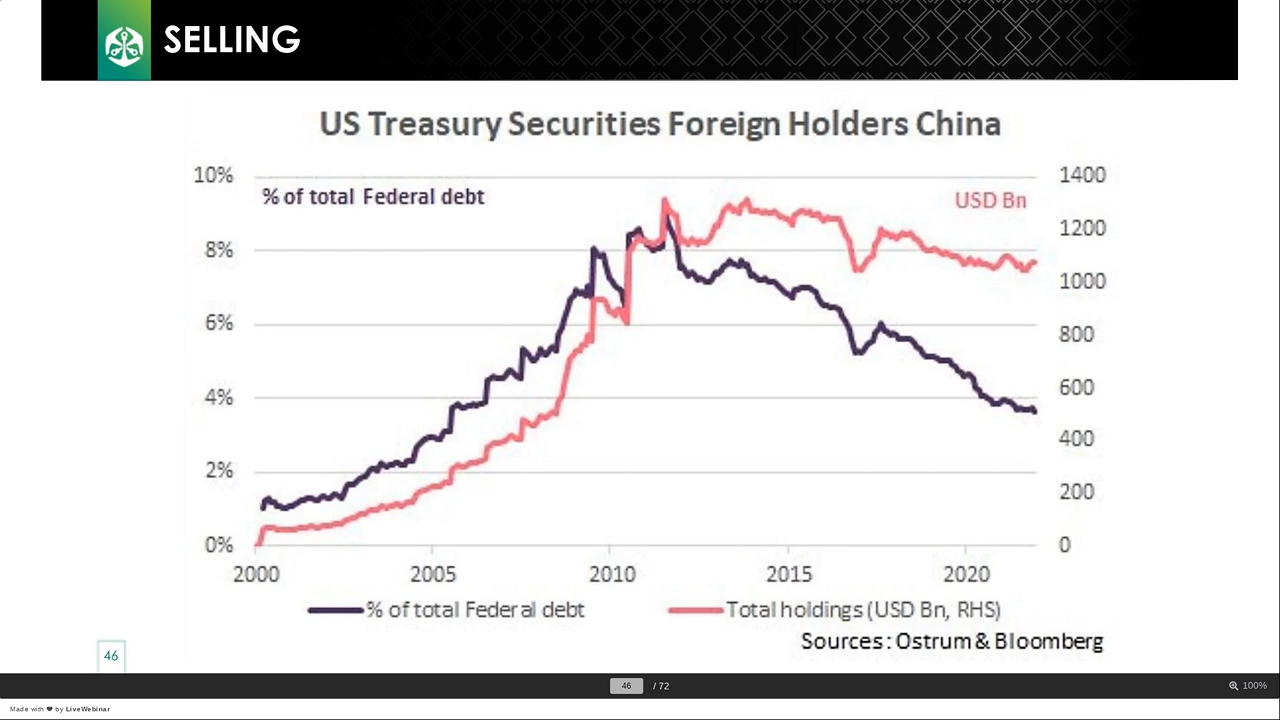 SELLING
US Treasury Securities Foreign Holders China
10%
1400
% of total Federal debt
USD Bn
1200
8%
1000
6%
800
600
4%
400
2%
200
0%
0
2000 2005 2010 2015 2020
% of total Federal debt Total holdings (USD Bn, RHS)
Sources: Ostrum & Bloomberg
46
46 / 72
100%
Made with ❤ by LiveWebinar